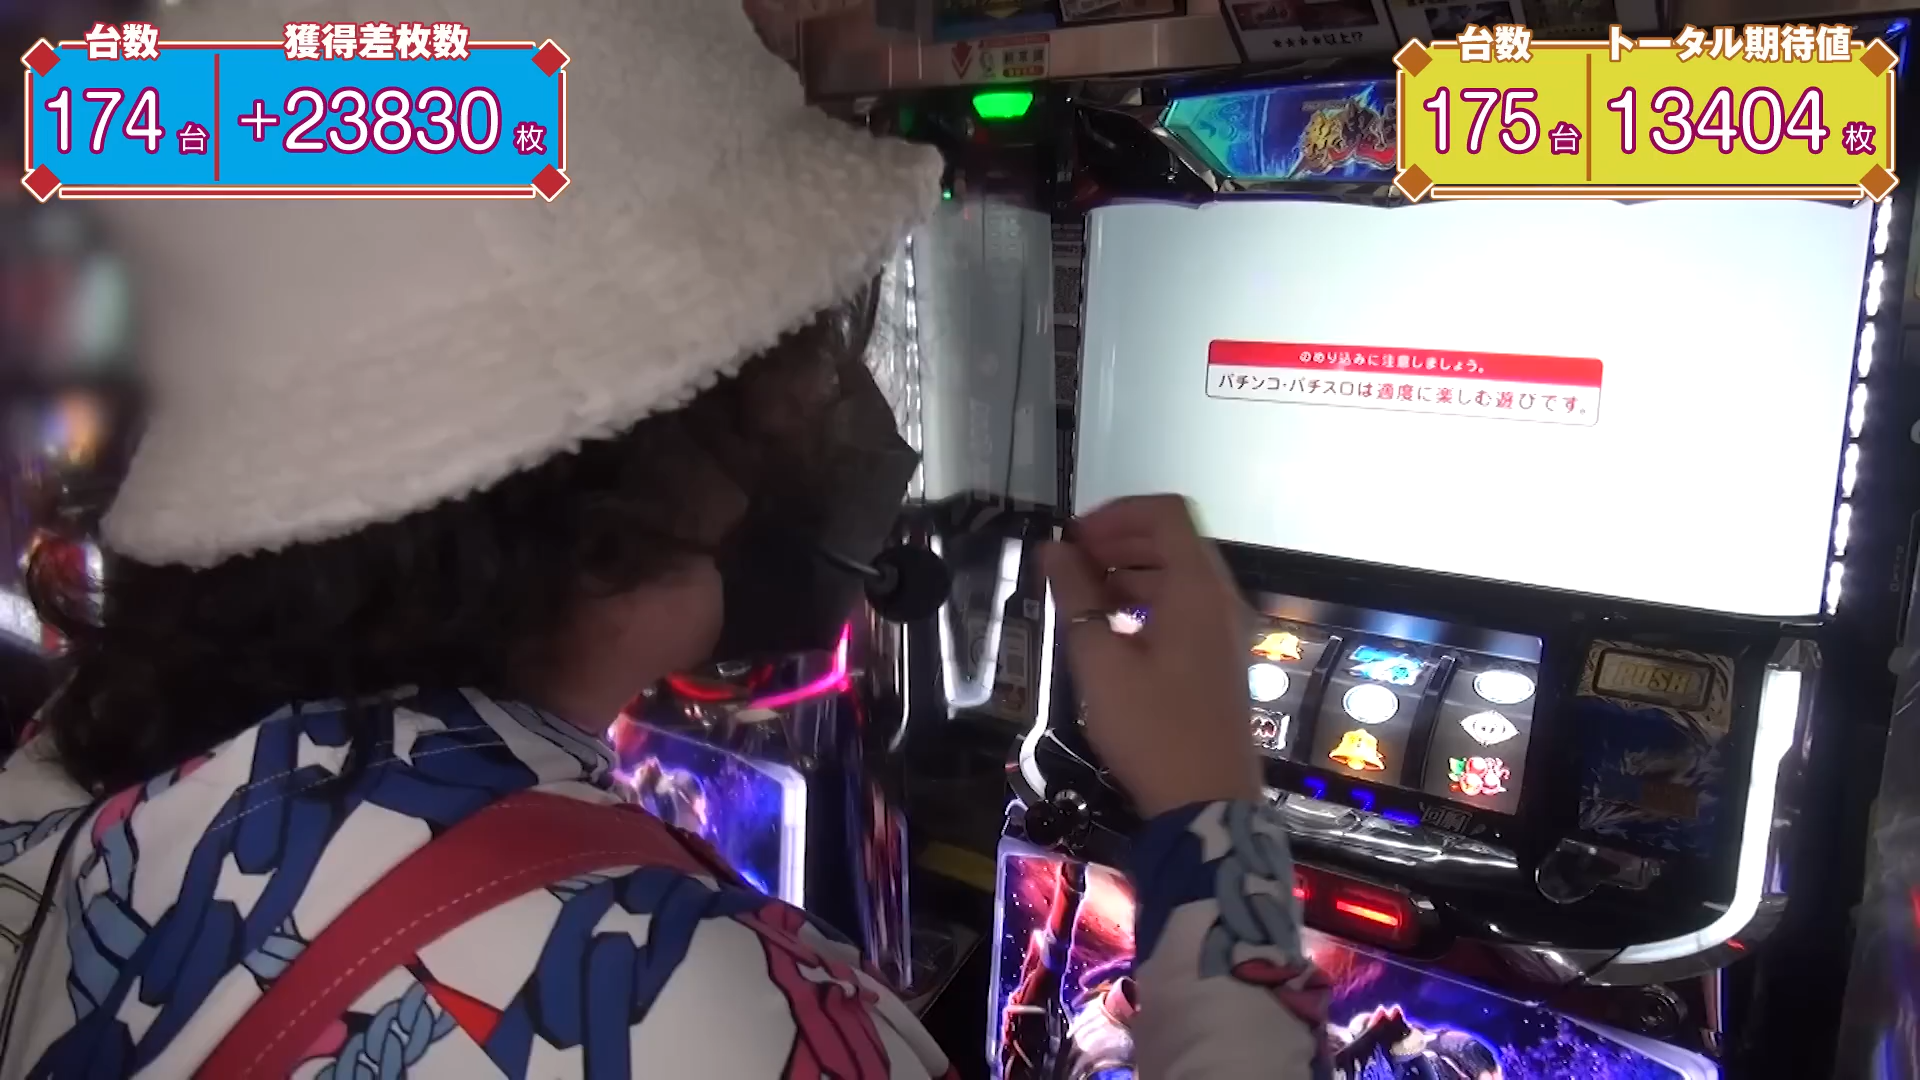 台数 獲得差枚数
174台 +23830枚
台数 トータル期待値
175台 13404枚
★★★★以上!?
のめり込みに注意しましょう。
パチンコ・パチスロは適度に楽しむ遊びです。
PUSH